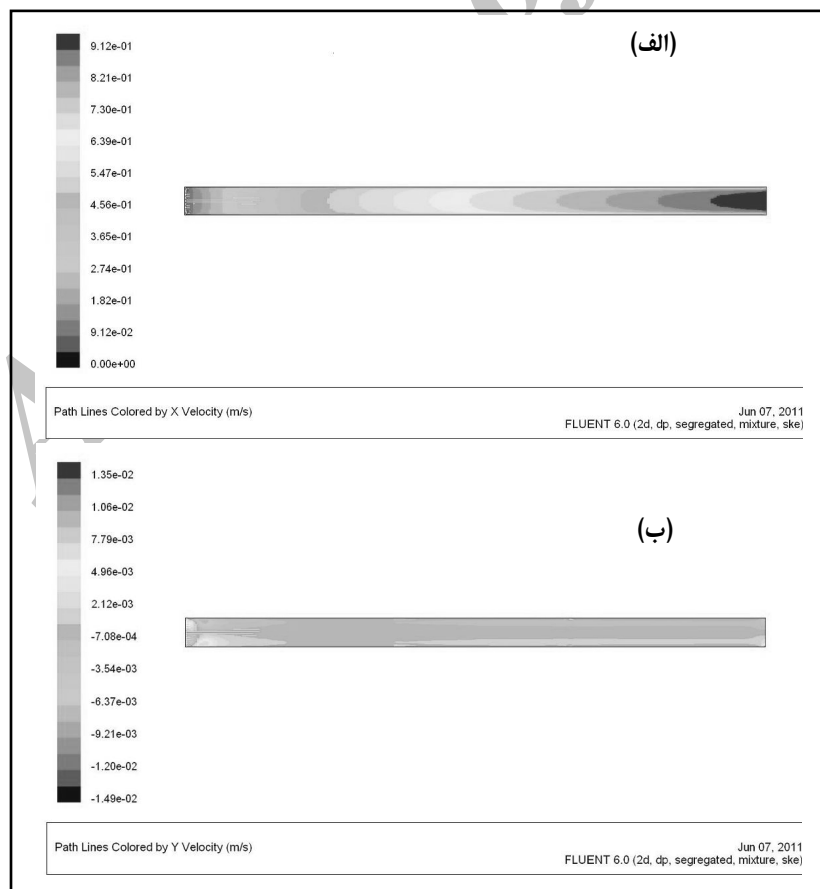 (الف)
9.12e-01
8.21e-01
7.30e-01
6.39e-01
5.47e-01
4.56e-01
3.65e-01
2.74e-01
1.82e-01
9.12e-02
0.00e+00
Path Lines Colored by X Velocity (m/s)
Jun 07, 2011
FLUENT 6.0 (2d, dp, segregated, mixture, ske)
(ب)
1.35e-02
1.06e-02
7.79e-03
4.96e-03
2.12e-03
-7.08e-04
-3.54e-03
-6.37e-03
-9.21e-03
-1.20e-02
-1.49e-02
Path Lines Colored by Y Velocity (m/s)
Jun 07, 2011
FLUENT 6.0 (2d, dp, segregated, mixture, ske)